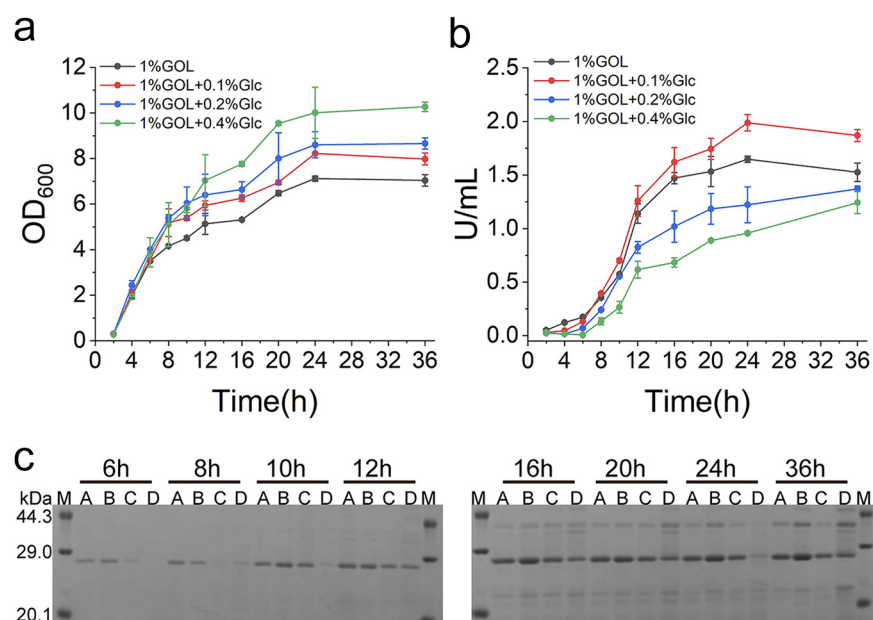 a
1%GOL
1%GOL+0.1%Glc
1%GOL+0.2%Glc
1%GOL+0.4%Glc
12
10
8
6
4
2
0
OD600
0 4 8 12 16 20 24 28 32 36
Time(h)
b
1%GOL
1%GOL+0.1%Glc
1%GOL+0.2%Glc
1%GOL+0.4%Glc
2.5
2.0
1.5
1.0
0.5
0.0
U/mL
0 4 8 12 16 20 24 28 32 36
Time(h)
c
6h 8h 10h 12h
M A B C D A B C D A B C D A B C D M
kDa
44.3
29.0
20.1
16h 20h 24h 36h
M A B C D A B C D A B C D A B C D M